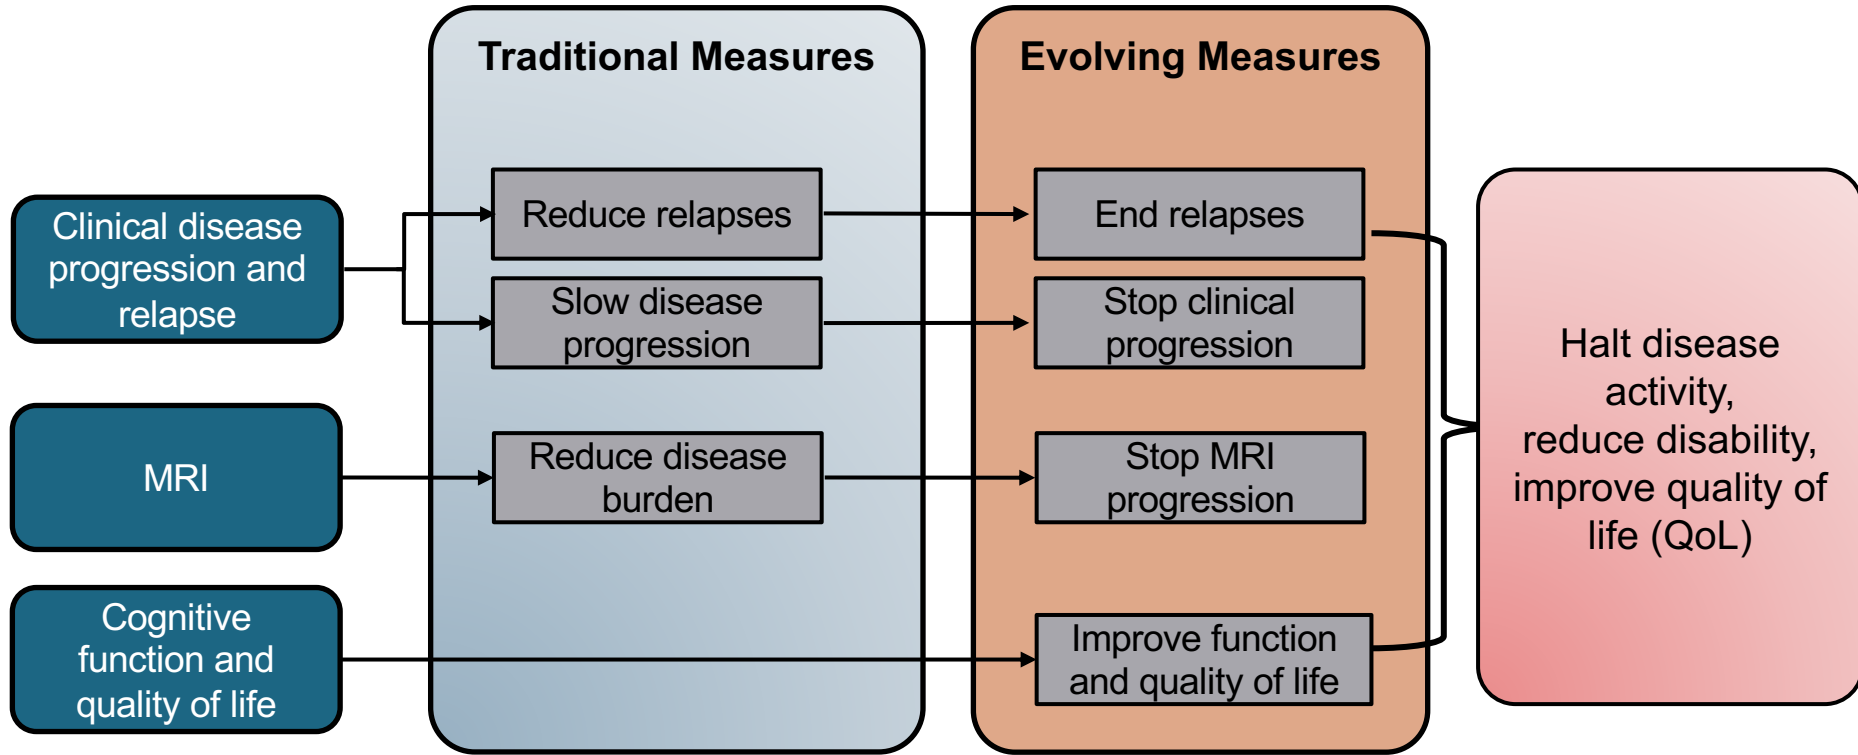 Traditional Measures
Evolving Measures
Clinical disease
progression and
relapse
Reduce relapses
End relapses
Slow disease
progression
Stop clinical
progression
MRI
Reduce disease
burden
Stop MRI
progression
Cognitive
function and
quality of life
Improve function
and quality of life
Halt disease
activity,
reduce disability,
improve quality of
life (QoL)